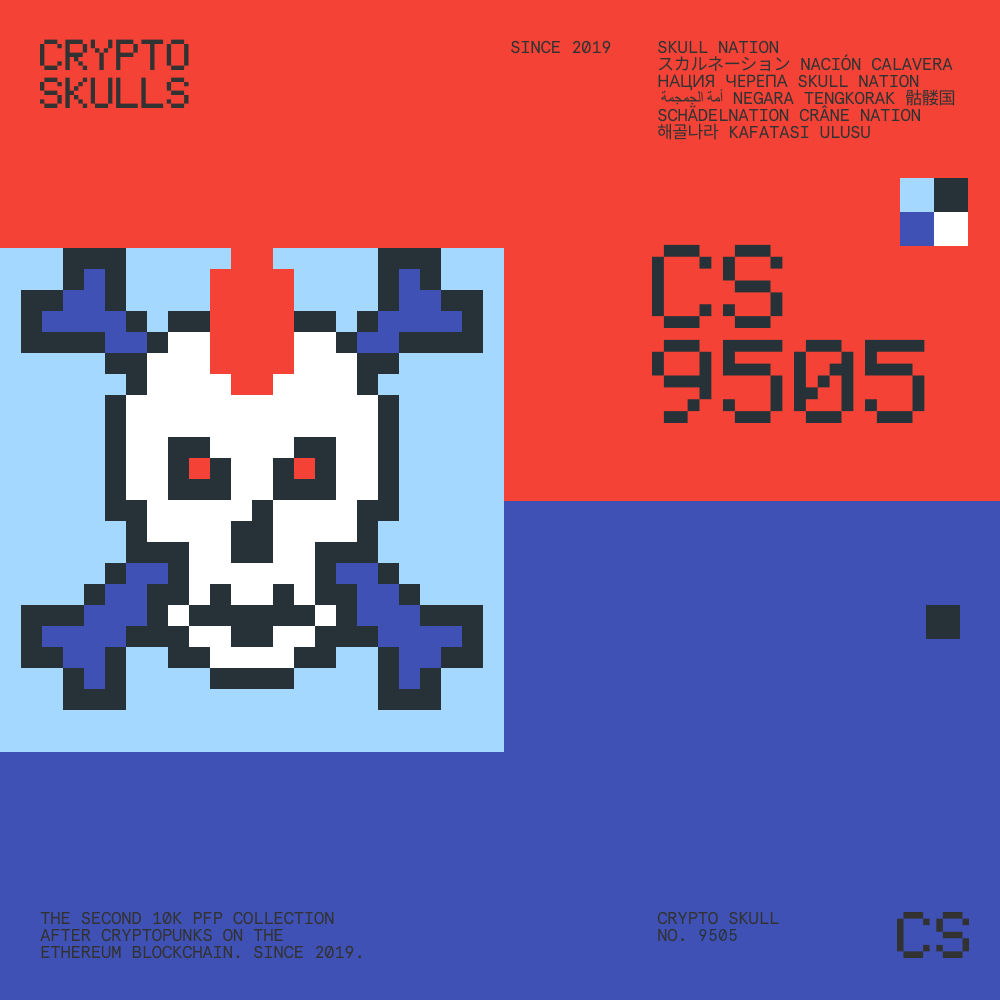 CRYPTO
SKULLS
SINCE 2019
SKULL NATION
スカルネーション NACIÓN CALAVERA
НАЦИЯ ЧЕРЕПА SKULL NATION
أمة الجمجمة NEGARA TENGKORAK 骷髅国
SCHÄDELNATION CRÂNE NATION
해골나라 KAFATASI ULUSU
CS
9505
THE SECOND 10K PFP COLLECTION
AFTER CRYPTOPUNKS ON THE
ETHEREUM BLOCKCHAIN. SINCE 2019.
CRYPTO SKULL
NO. 9505
CS